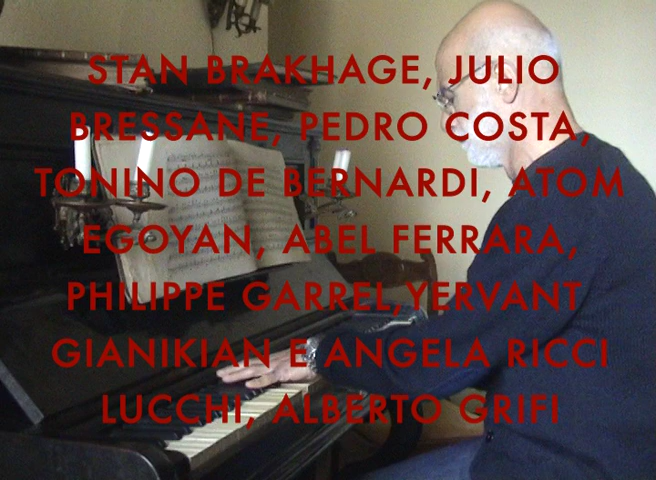 STAN BRAKHAGE, JULIO
BRESSANE, PEDRO COSTA,
TONINO DE BERNARDI, ATOM
EGOYAN, ABEL FERRARA,
PHILIPPE GARREL,YERVANT
GIANIKIAN E ANGELA RICCI
LUCCHI, ALBERTO GRIFI